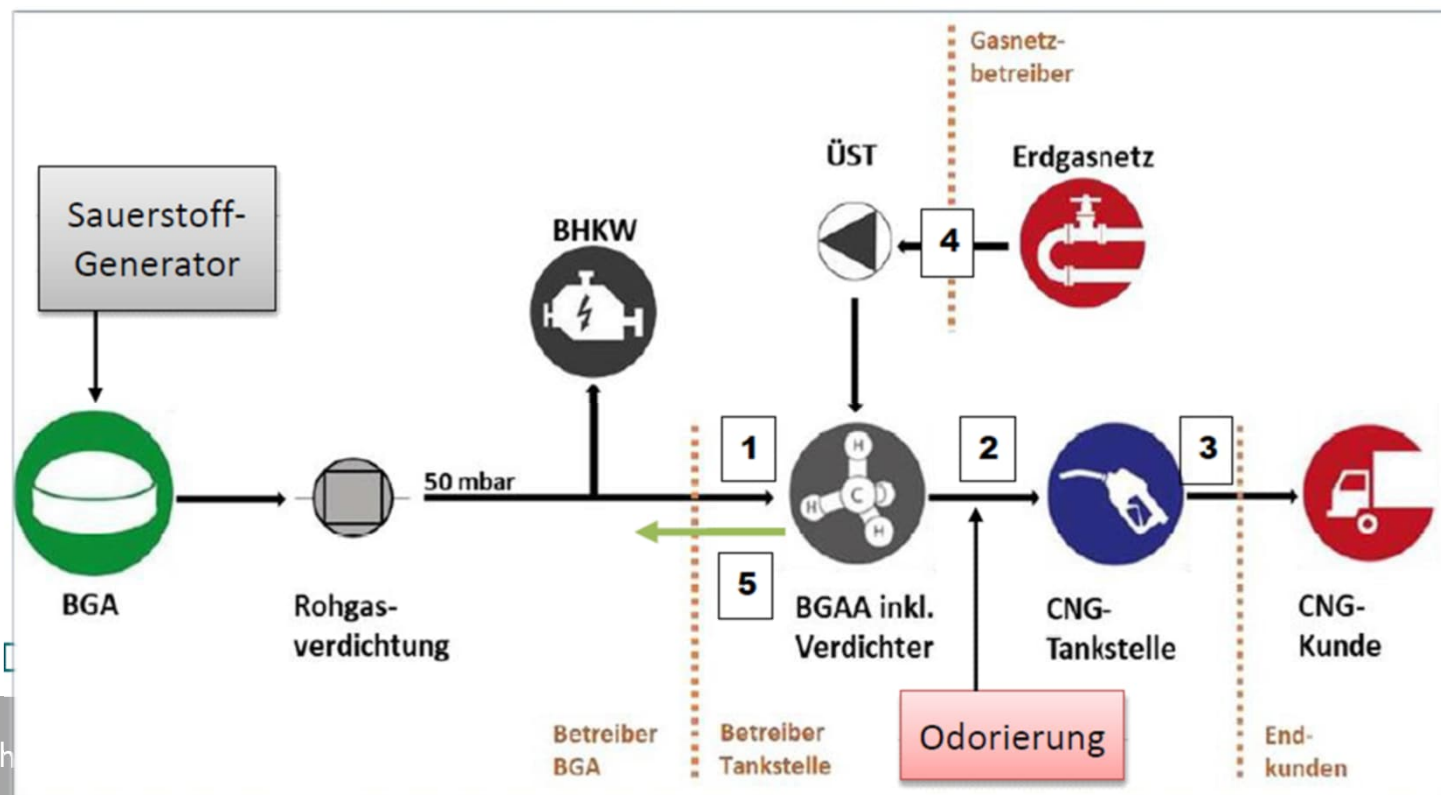 Gasnetz-
betreiber
ÜST
Erdgasnetz
Sauerstoff-
Generator
BHKW
4
50 mbar
1
2
3
H
H
C
H
5
BGA
Rohgas-
verdichtung
BGAA inkl.
Verdichter
CNG-
Tankstelle
CNG-
Kunde
Betreiber
BGA
Betreiber
Tankstelle
Odorierung
End-
kunden
h